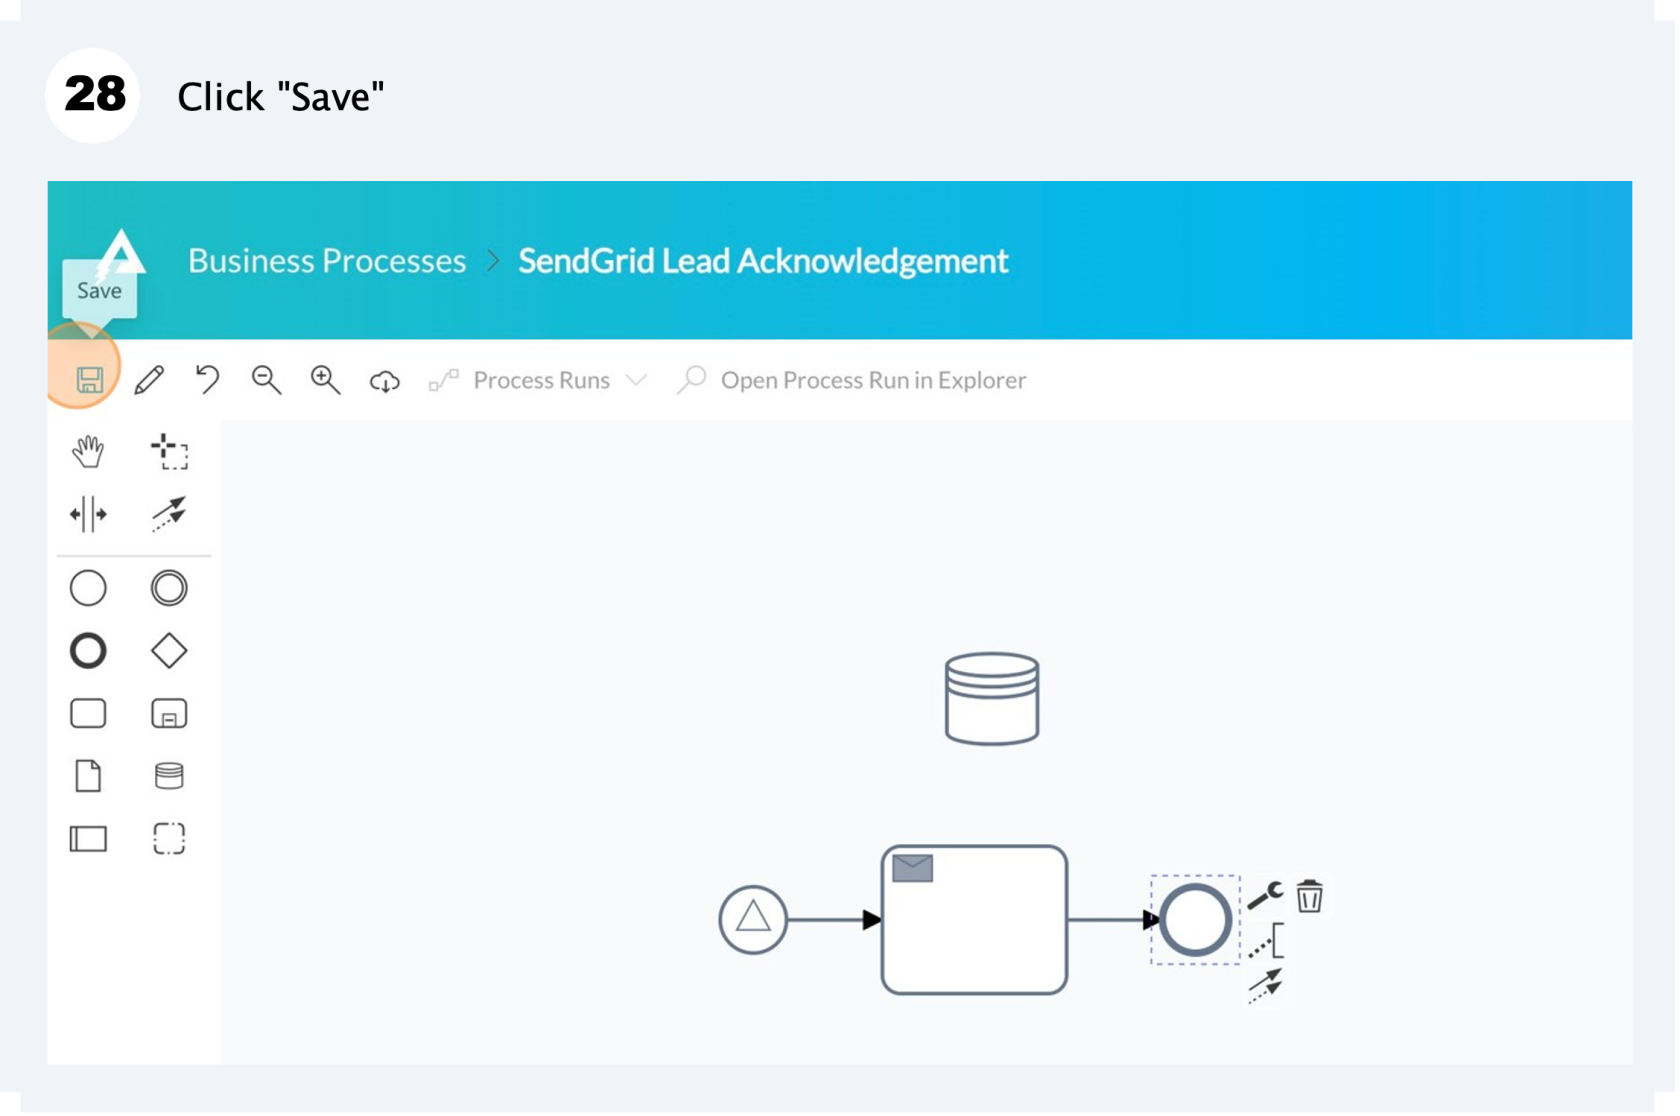 28 Click "Save"
Business Processes > SendGrid Lead Acknowledgement
Save
Process Runs
Open Process Run in Explorer